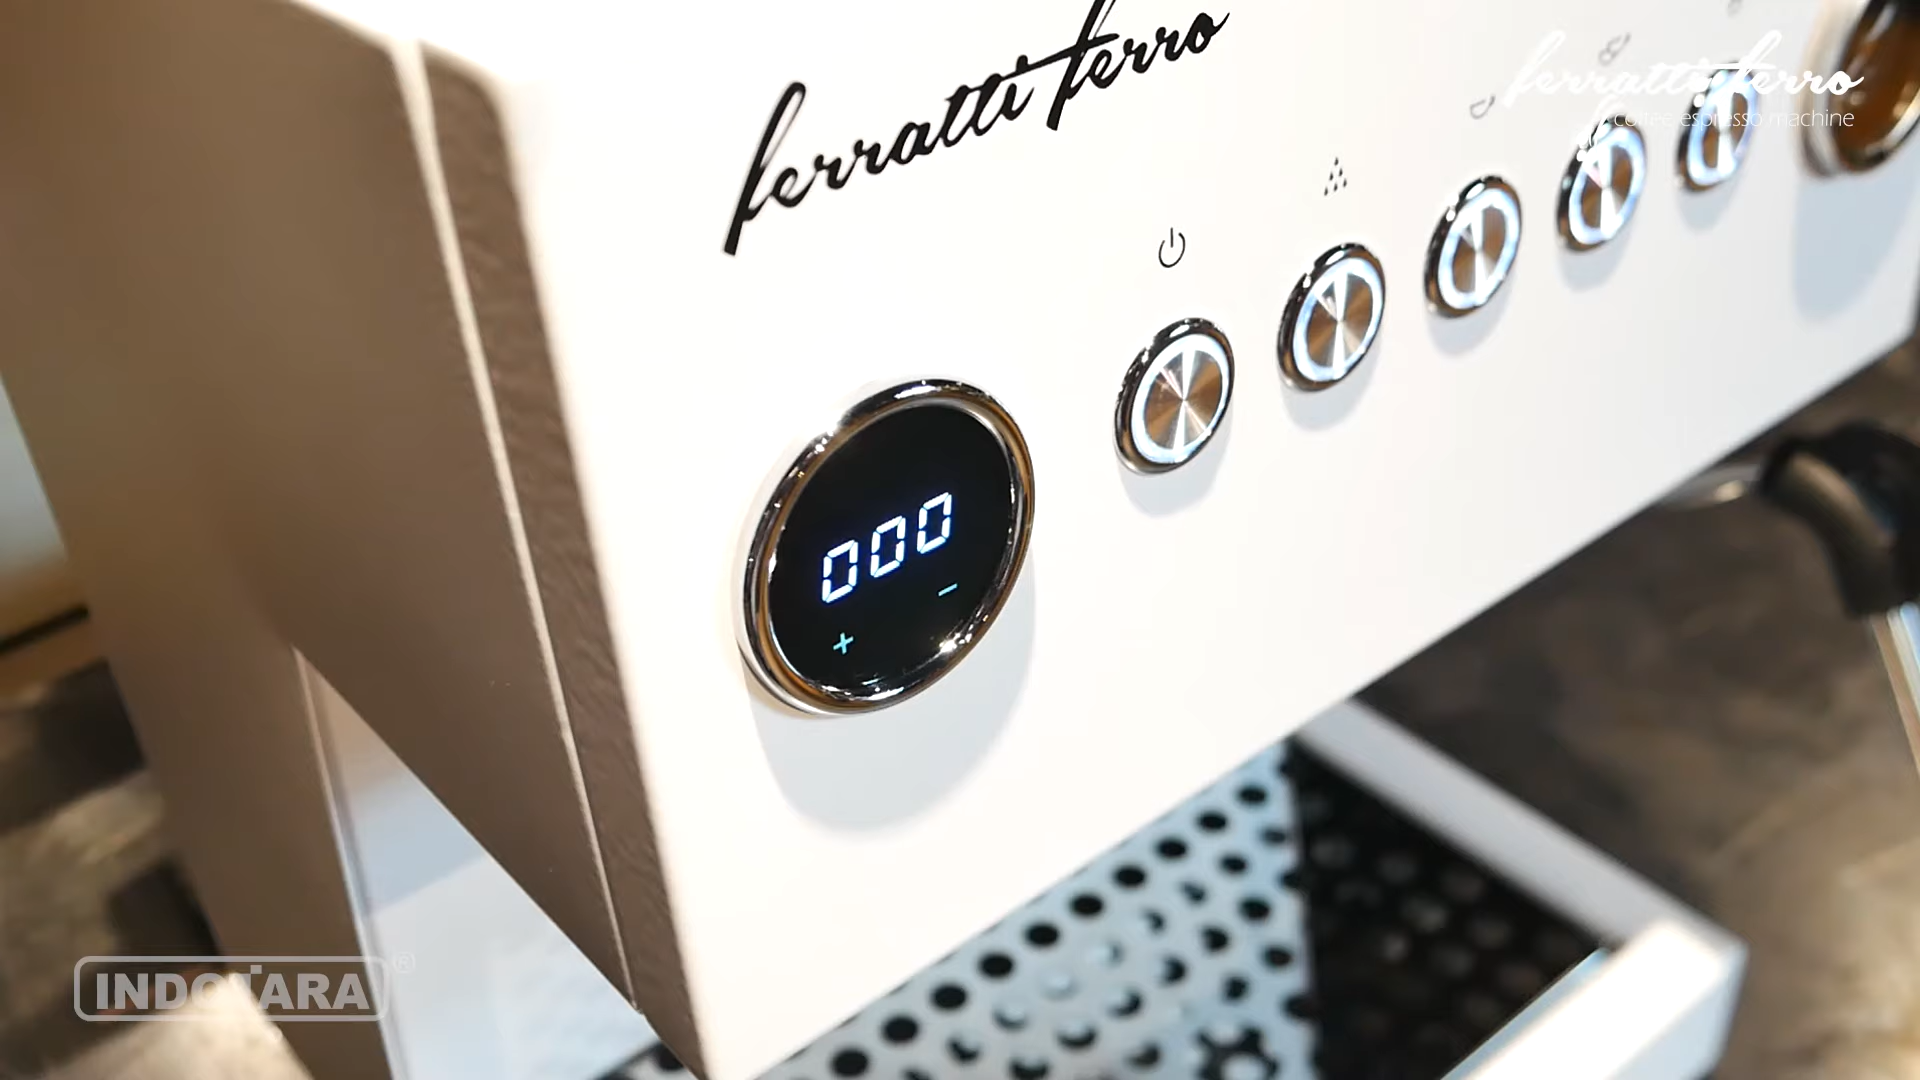 ferratti ferro
ferratti ferro
coffee espresso machine
000
+ -
INDOTARA®